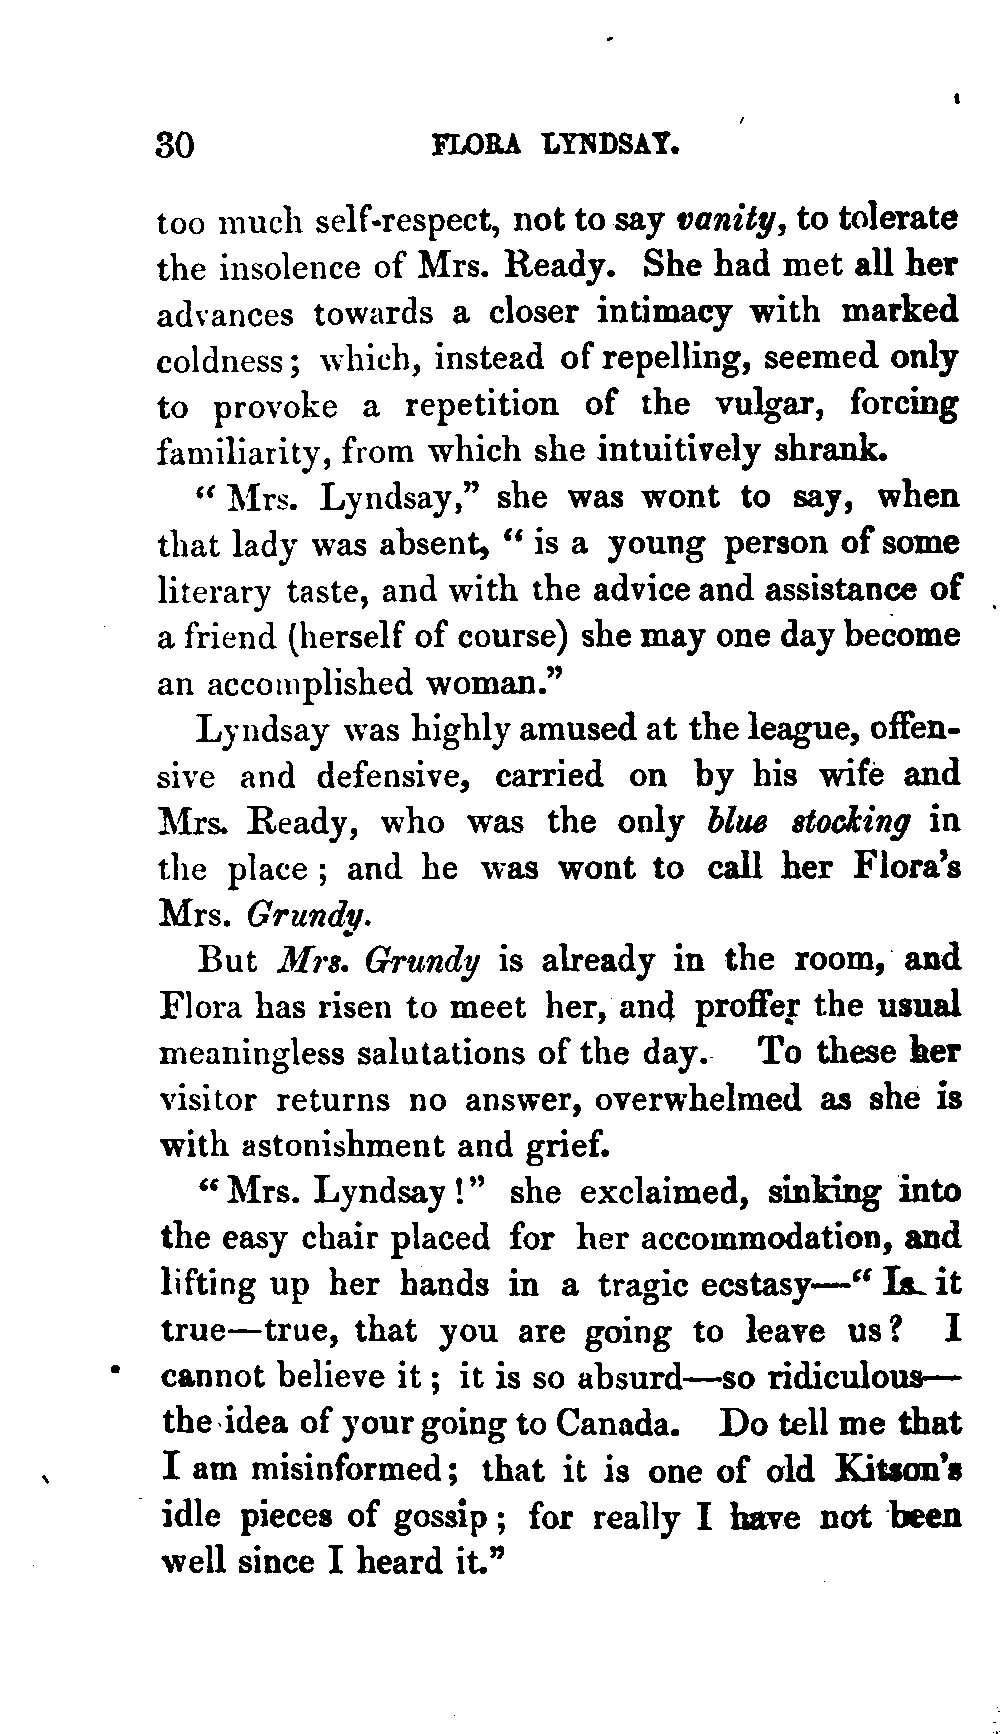 30 FLORA LYNDSAY.
too much self-respect, not to say vanity, to tolerate
the insolence of Mrs. Ready. She had met all her
advances towards a closer intimacy with marked
coldness; which, instead of repelling, seemed only
to provoke a repetition of the vulgar, forcing
familiarity, from which she intuitively shrank.
“Mrs. Lyndsay,” she was wont to say, when
that lady was absent, “is a young person of some
literary taste, and with the advice and assistance of
a friend (herself of course) she may one day become
an accomplished woman.”
Lyndsay was highly amused at the league, offen-
sive and defensive, carried on by his wife and
Mrs. Ready, who was the only blue stocking in
the place; and he was wont to call her Flora’s
Mrs. Grundy.
But Mrs. Grundy is already in the room, and
Flora has risen to meet her, and proffer the usual
meaningless salutations of the day. To these her
visitor returns no answer, overwhelmed as she is
with astonishment and grief.
“Mrs. Lyndsay!” she exclaimed, sinking into
the easy chair placed for her accommodation, and
lifting up her hands in a tragic ecstasy—“Is it
true—true, that you are going to leave us? I
cannot believe it; it is so absurd—so ridiculous—
the idea of your going to Canada. Do tell me that
I am misinformed; that it is one of old Kitson’s
idle pieces of gossip; for really I have not been
well since I heard it.”